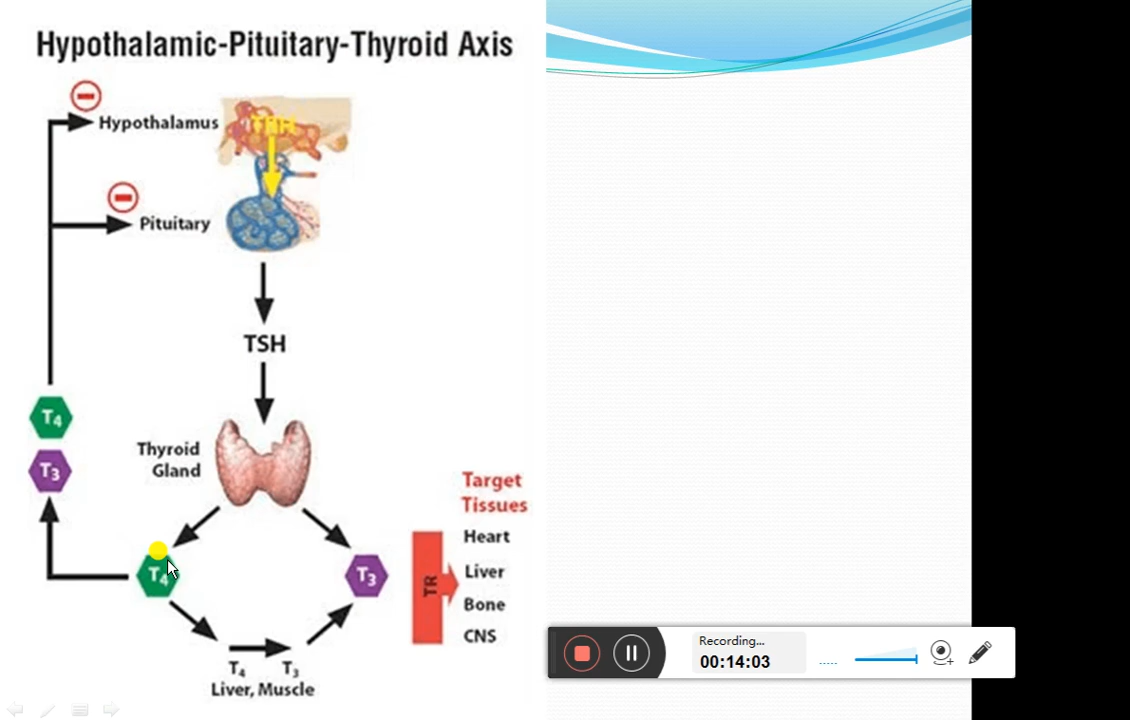 Hypothalamic-Pituitary-Thyroid Axis
Hypothalamus
TRH
Pituitary
TSH
T4
T3
Thyroid
Gland
Target
Tissues
Heart
Liver
Bone
CNS
TR
T4
T3
T4 T3
Liver, Muscle
Recording...
00:14:03